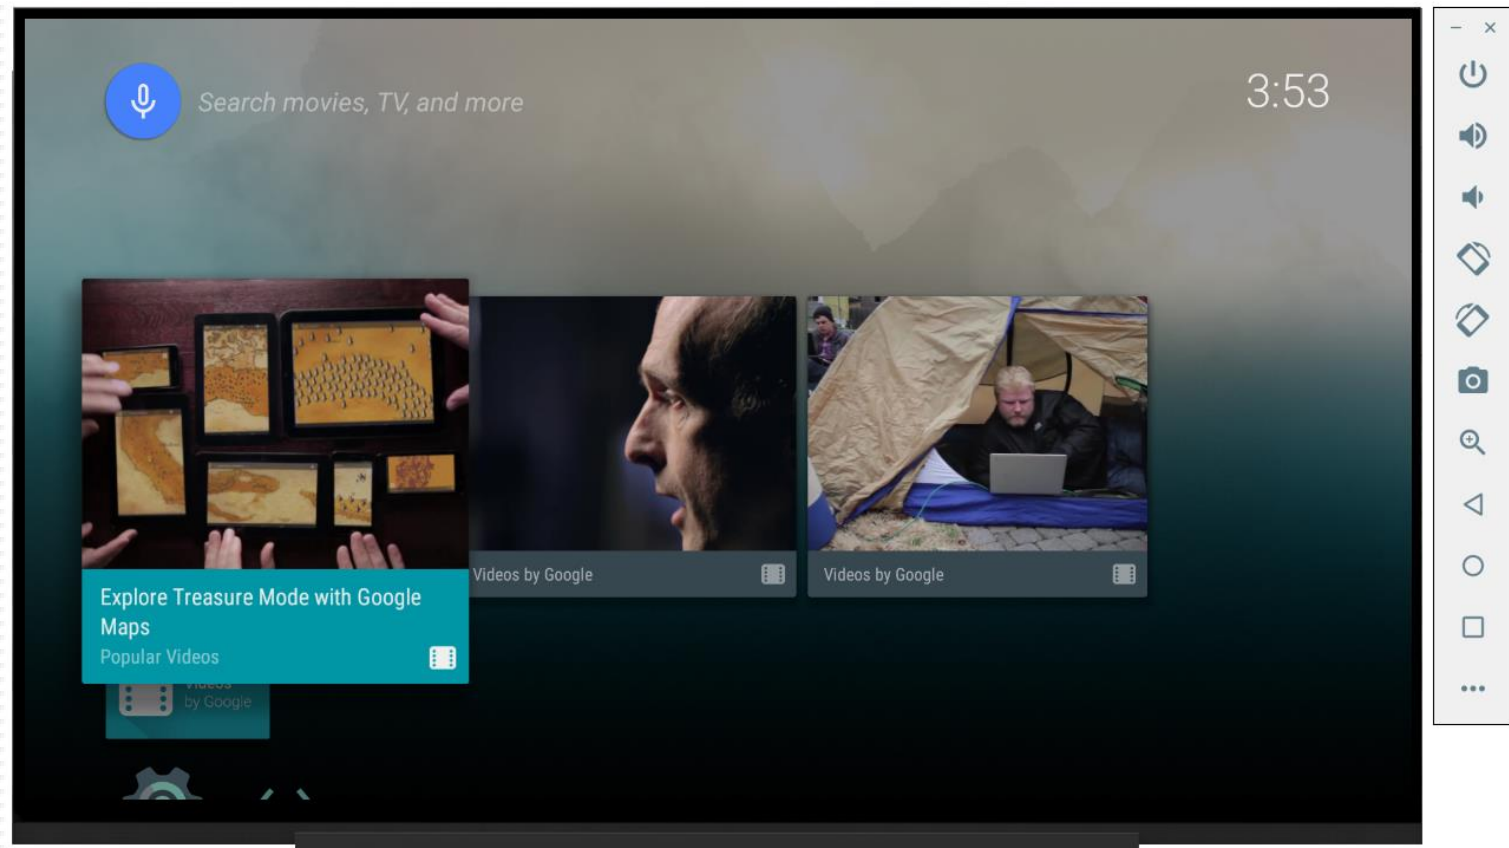 Search movies, TV, and more
3:53
Explore Treasure Mode with Google
Maps
Popular Videos
Videos by Google
Videos by Google
Videos
by Google